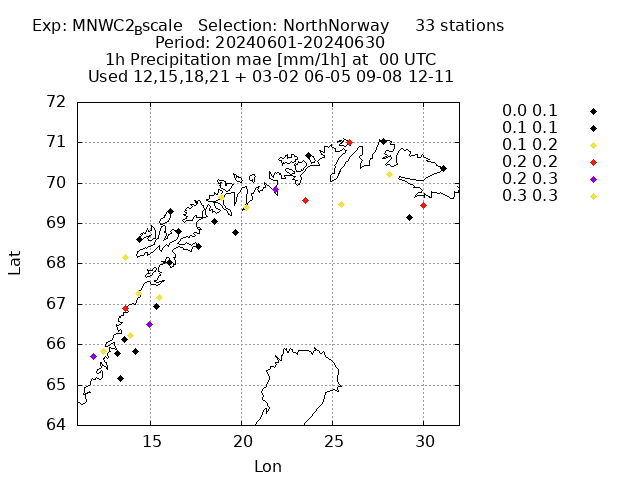 Exp: MNWC2Bscale   Selection: NorthNorway     33 stations
Period: 20240601-20240630
1h Precipitation mae [mm/1h] at  00 UTC
Used 12,15,18,21 + 03-02 06-05 09-08 12-11
0.0 0.1
0.1 0.1
0.1 0.2
0.2 0.2
0.2 0.3
0.3 0.3
72
71
70
69
68
67
66
65
64
Lat
15 20 25 30
Lon